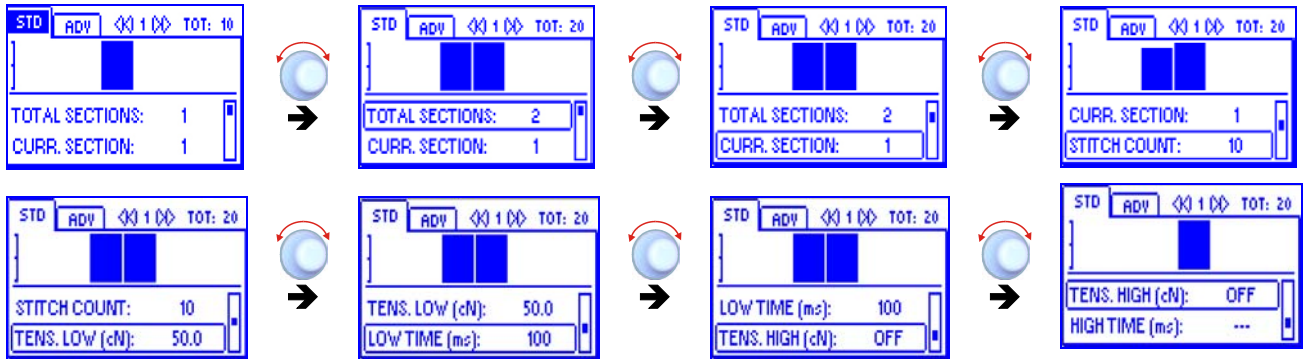 STD ADV <K> 1 <X> TOT: 10
TOTAL SECTIONS: 1
CURR. SECTION: 1
STD ADV <K> 1 <X> TOT: 20
TOTAL SECTIONS: 2
CURR. SECTION: 1
STD ADV <K> 1 <X> TOT: 20
TOTAL SECTIONS: 2
CURR. SECTION: 1
STD ADV <K> 1 <X> TOT: 20
CURR. SECTION: 1
STITCH COUNT: 10
STD ADV <K> 1 <X> TOT: 20
STITCH COUNT: 10
TENS. LOW (cN): 50.0
STD ADV <K> 1 <X> TOT: 20
TENS. LOW (cN): 50.0
LOW TIME (ms): 100
STD ADV <K> 1 <X> TOT: 20
LOW TIME (ms): 100
TENS. HIGH (cN): OFF
STD ADV <K> 1 <X> TOT: 20
TENS. HIGH (cN): OFF
HIGH TIME (ms): ---